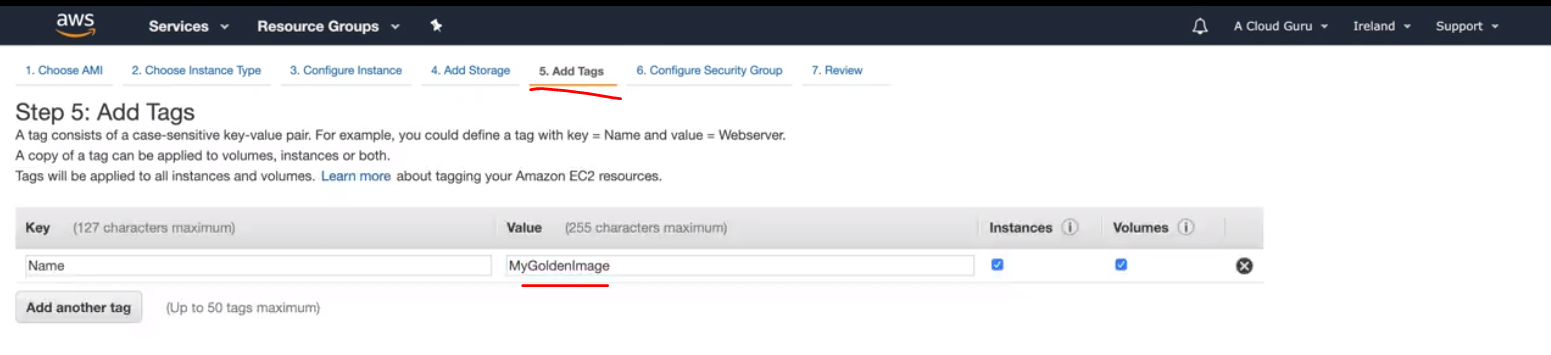 aws Services Resource Groups A Cloud Guru Ireland Support
1. Choose AMI 2. Choose Instance Type 3. Configure Instance 4. Add Storage 5. Add Tags 6. Configure Security Group 7. Review
Step 5: Add Tags
A tag consists of a case-sensitive key-value pair. For example, you could define a tag with key = Name and value = Webserver.
A copy of a tag can be applied to volumes, instances or both.
Tags will be applied to all instances and volumes. Learn more about tagging your Amazon EC2 resources.
Key (127 characters maximum) Value (255 characters maximum) Instances i Volumes i
Name MyGoldenImage
Add another tag (Up to 50 tags maximum)